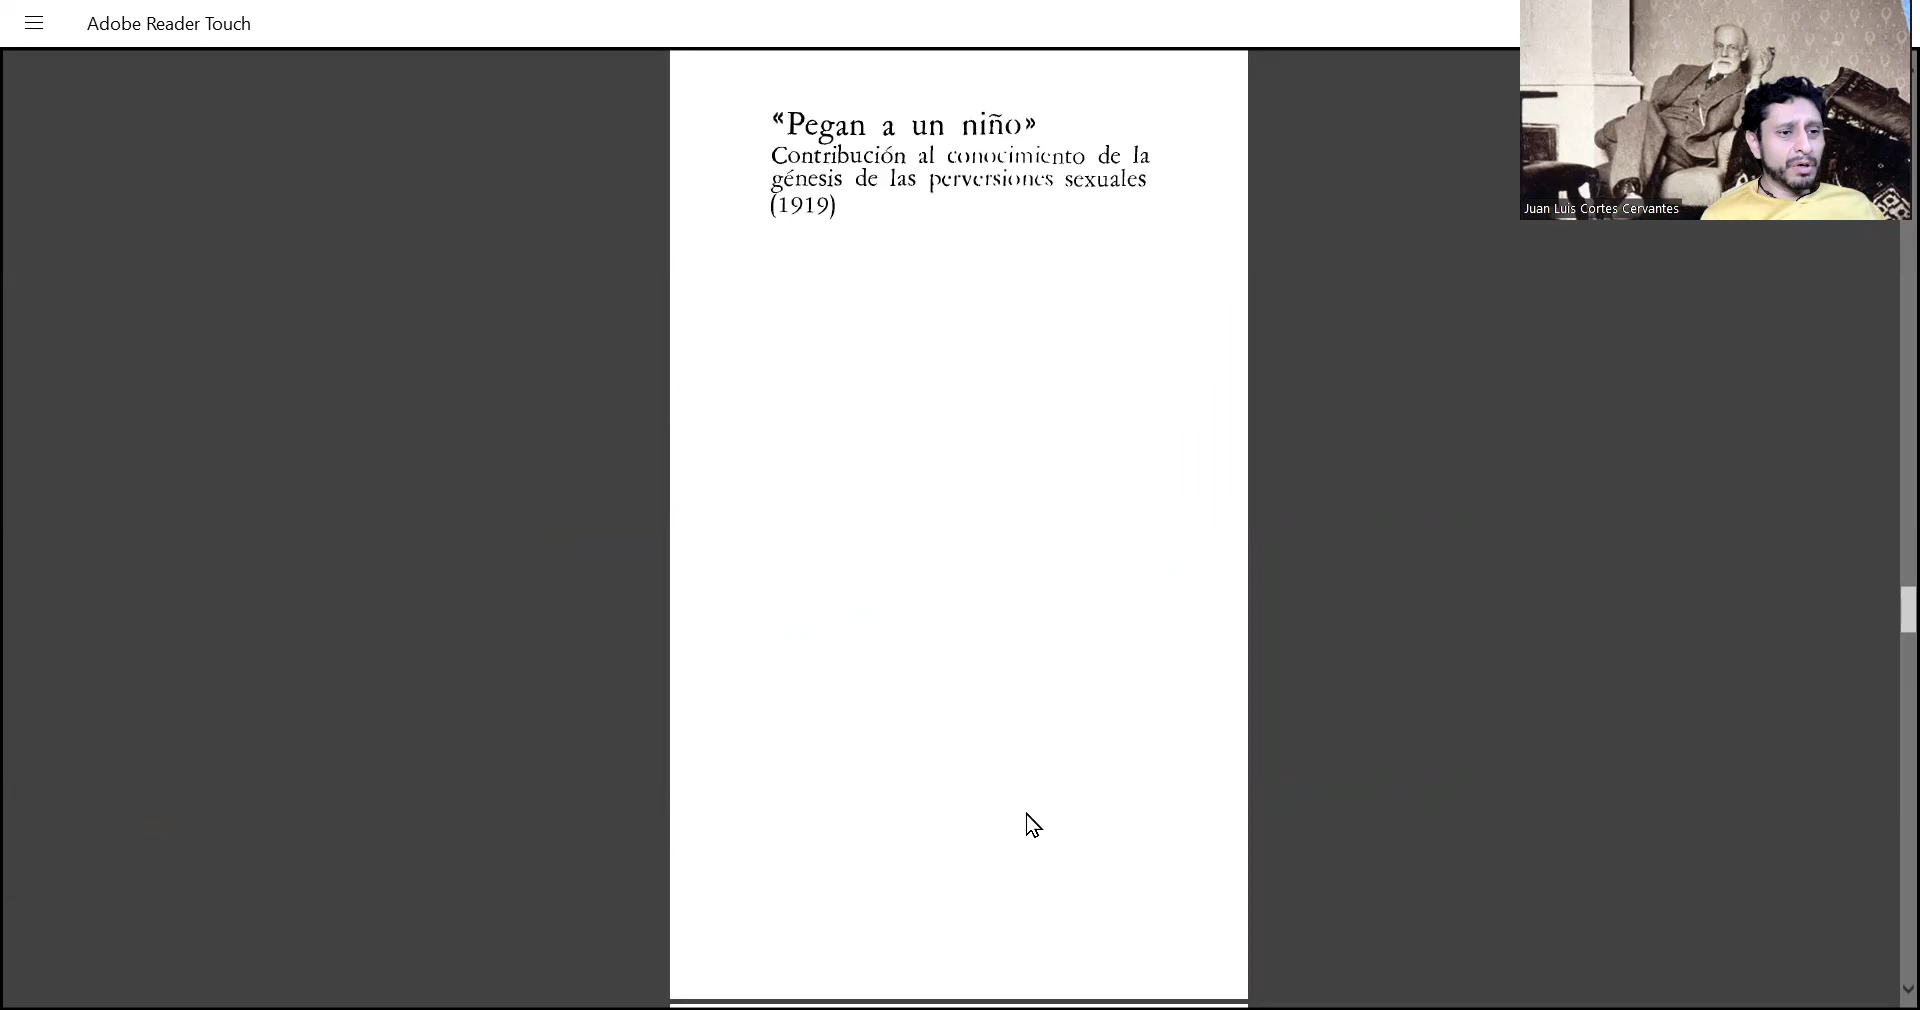 Adobe Reader Touch
«Pegan a un niño»
Contribución al conocimiento de la
génesis de las perversiones sexuales
(1919)
Juan Luis Cortes Cervantes